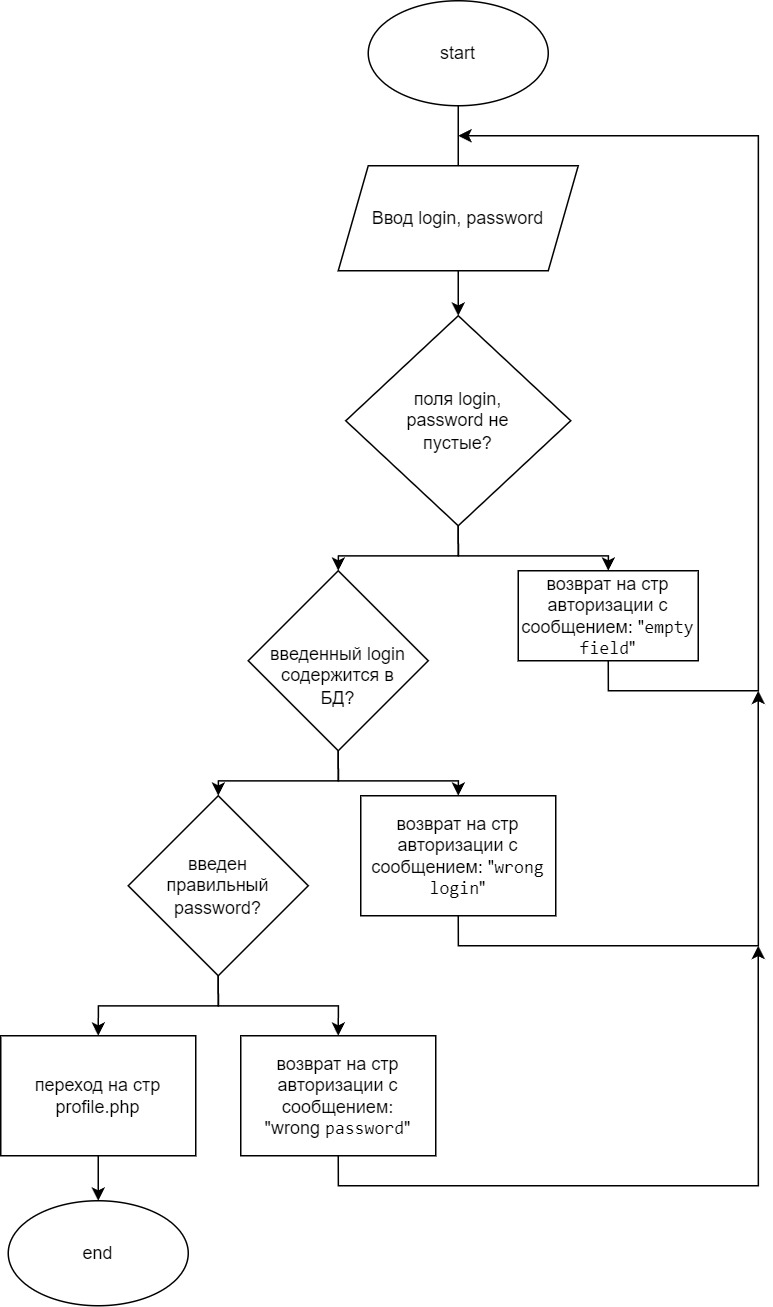 start
Ввод login, password
поля login,
password не
пустые?
возврат на стр
авторизации с
сообщением: "empty
field"
введенный login
содержится в
БД?
возврат на стр
авторизации с
сообщением: "wrong
login"
введен
правильный
password?
переход на стр
profile.php
возврат на стр
авторизации с
сообщением:
"wrong password"
end